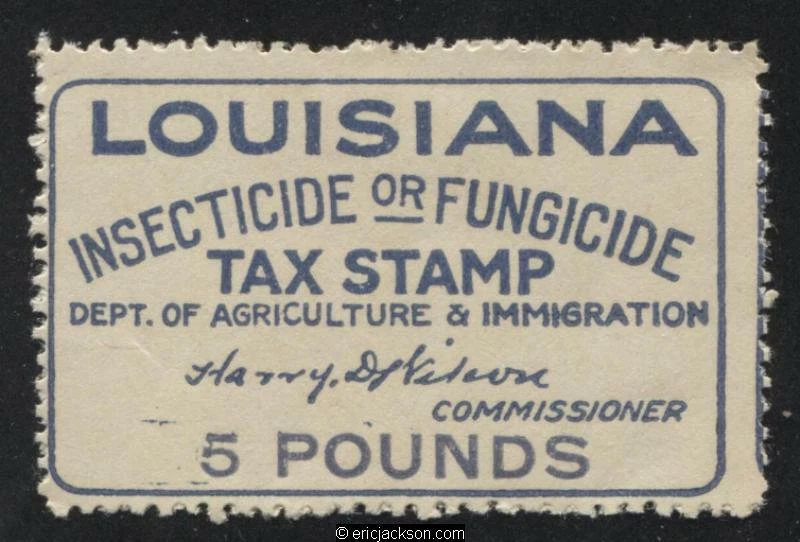 LOUISIANA
INSECTICIDE OR FUNGICIDE
TAX STAMP
DEPT. OF AGRICULTURE & IMMIGRATION
Harry. D. Wilson
COMMISSIONER
5 POUNDS
© ericjackson.com